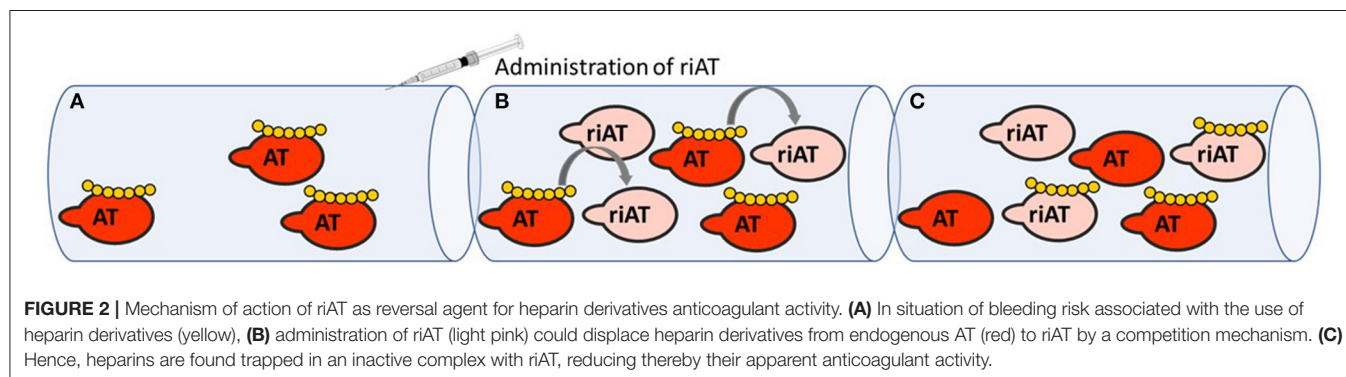 Administration of riAT
A
B
C
riAT
AT
AT
riAT
AT
riAT
AT
riAT
AT
AT
AT
riAT
AT
AT
riAT
AT
FIGURE 2 | Mechanism of action of riAT as reversal agent for heparin derivatives anticoagulant activity. (A) In situation of bleeding risk associated with the use of
heparin derivatives (yellow), (B) administration of riAT (light pink) could displace heparin derivatives from endogenous AT (red) to riAT by a competition mechanism. (C)
Hence, heparins are found trapped in an inactive complex with riAT, reducing thereby their apparent anticoagulant activity.